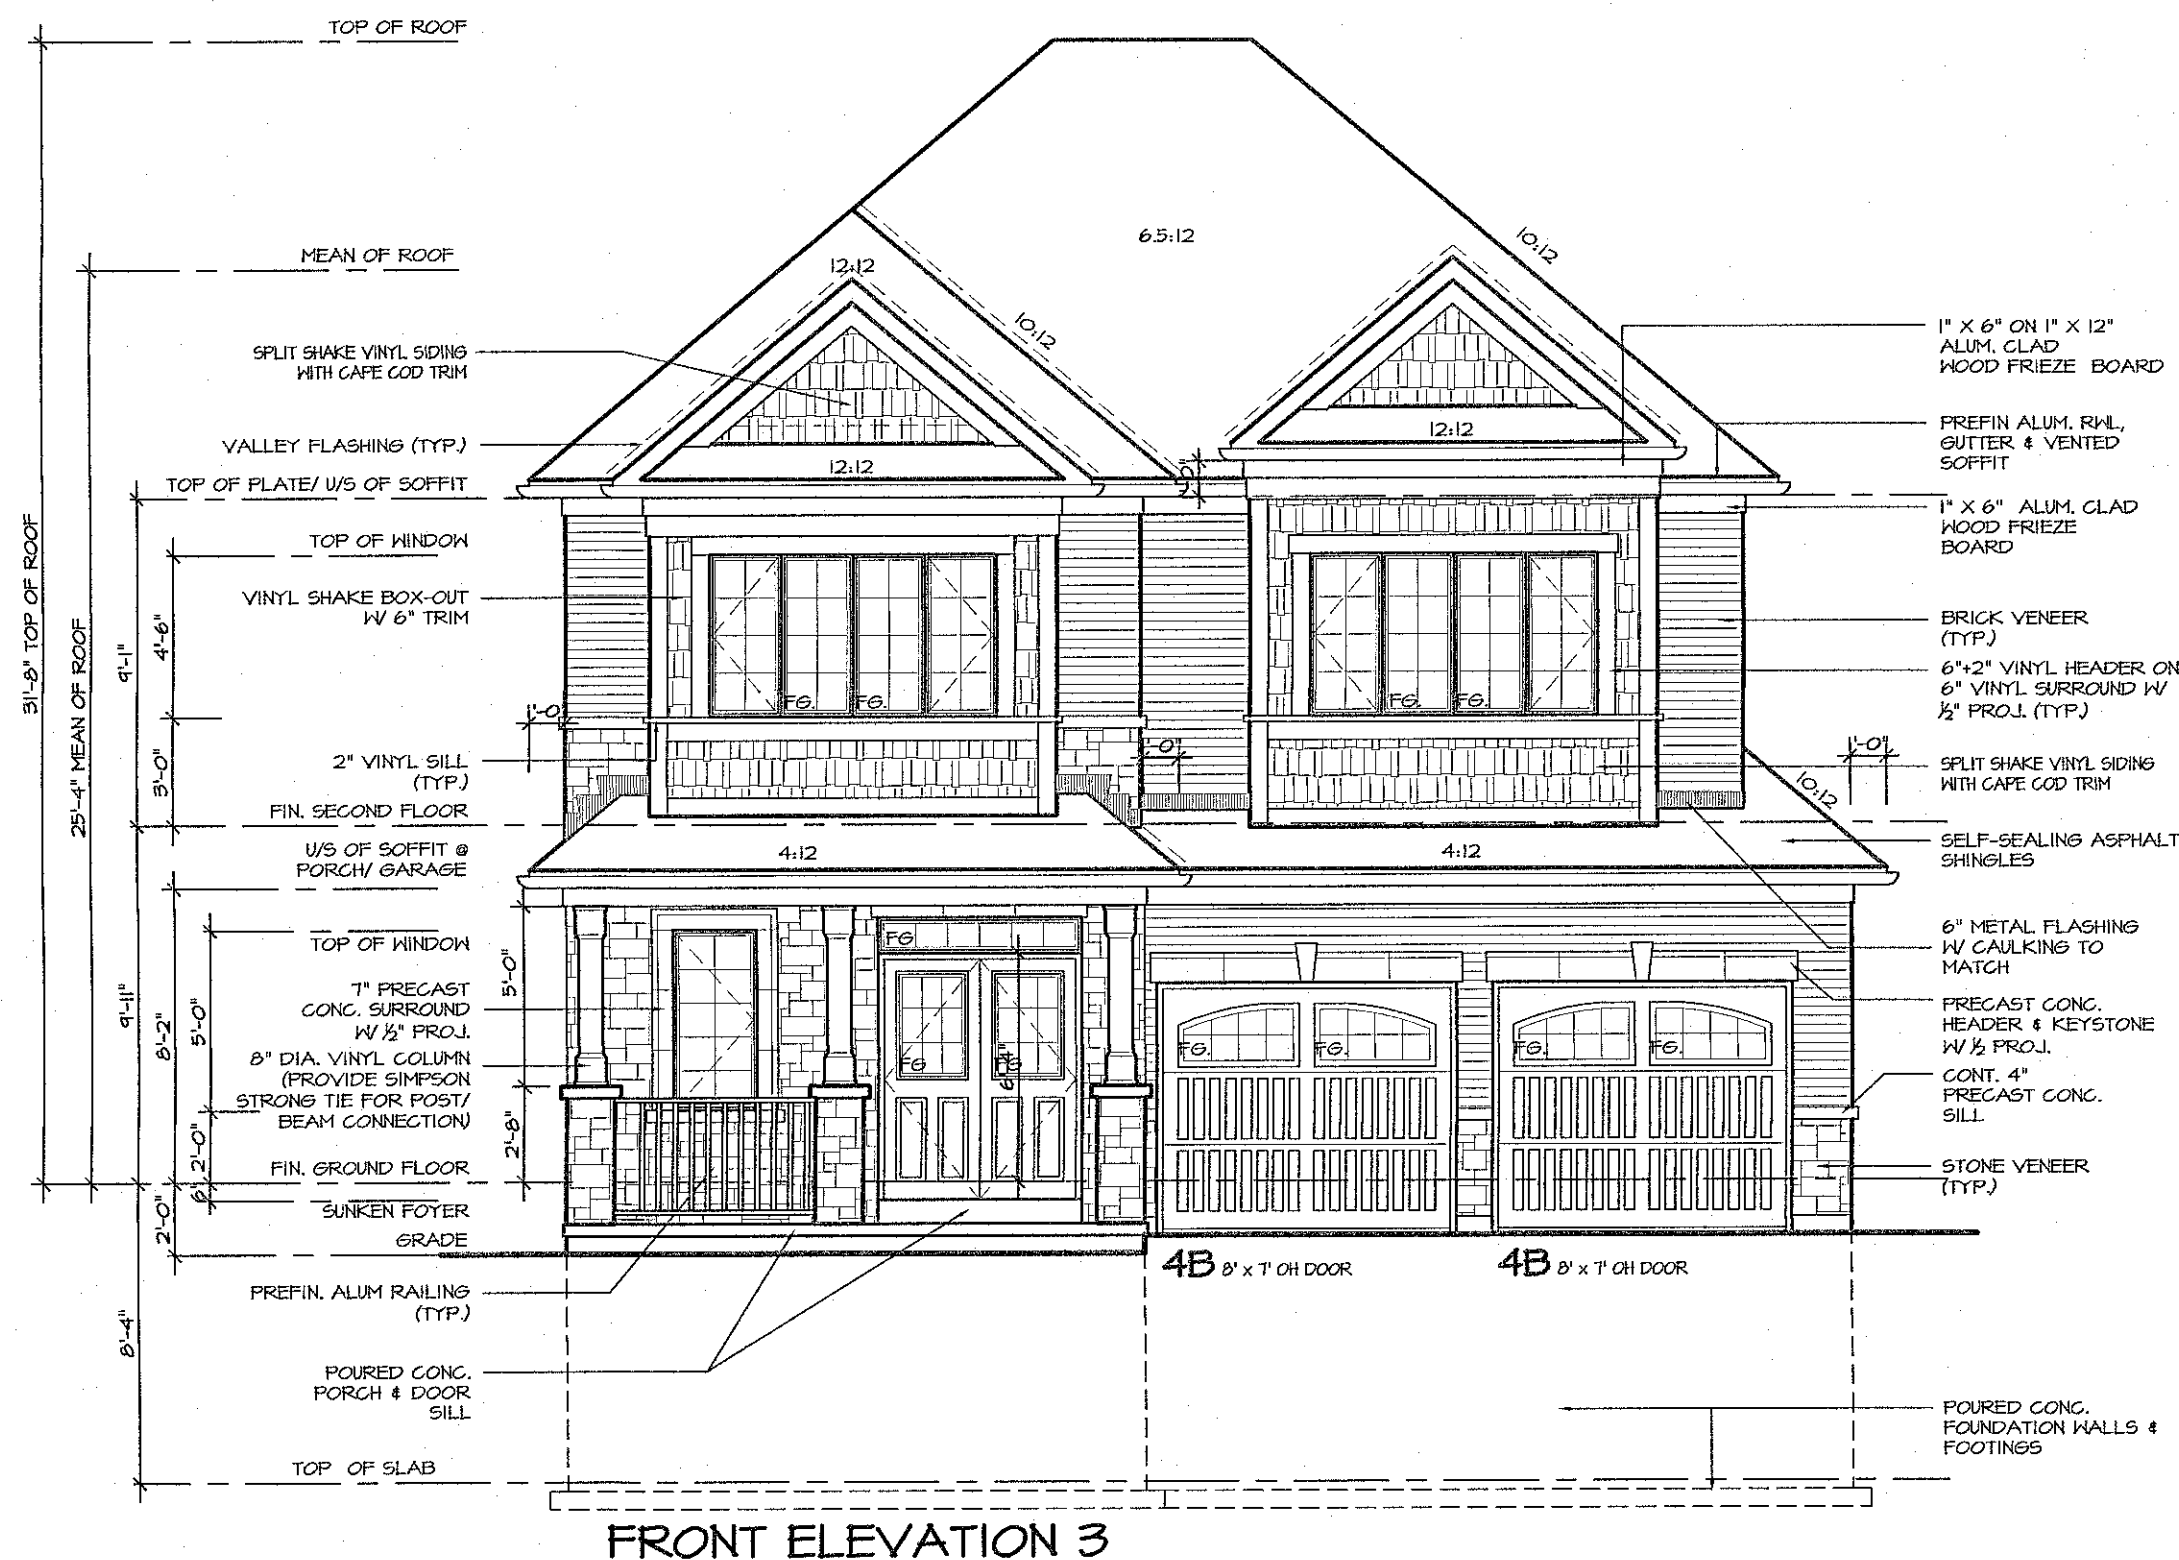 TOP OF ROOF
MEAN OF ROOF
SPLIT SHAKE VINYL SIDING
WITH CAPE COD TRIM
VALLEY FLASHING (TYP.)
TOP OF PLATE/ U/S OF SOFFIT
TOP OF WINDOW
VINYL SHAKE BOX-OUT
W/ 6" TRIM
2" VINYL SILL
(TYP.)
FIN. SECOND FLOOR
U/S OF SOFFIT @
PORCH/ GARAGE
TOP OF WINDOW
7" PRECAST
CONC. SURROUND
W/ ½" PROJ.
8" DIA. VINYL COLUMN
(PROVIDE SIMPSON
STRONG TIE FOR POST/
BEAM CONNECTION)
FIN. GROUND FLOOR
SUNKEN FOYER
GRADE
PREFIN. ALUM RAILING
(TYP.)
POURED CONC.
PORCH & DOOR
SILL
TOP OF SLAB
31'-8" TOP OF ROOF
25'-4" MEAN OF ROOF
9'-1"
4'-6"
3'-0"
9'-11"
8'-2"
5'-0"
2'-0"
6"
2'-0"
8'-4"
5'-0"
2'-8"
1'-0"
1'-0"
1'-0"
6.5:12
10:12
12:12
10:12
12:12
12:12
10:12
4:12
4:12
FG. FG.
FG. FG.
FG
FG FG
FG. FG.
FG. FG.
4B 8' x 7' OH DOOR
4B 8' x 7' OH DOOR
1" X 6" ON 1" X 12"
ALUM. CLAD
WOOD FRIEZE BOARD
PREFIN ALUM. RWL,
GUTTER & VENTED
SOFFIT
1" X 6" ALUM. CLAD
WOOD FRIEZE
BOARD
BRICK VENEER
(TYP.)
6"+2" VINYL HEADER ON
6" VINYL SURROUND W/
½" PROJ. (TYP.)
SPLIT SHAKE VINYL SIDING
WITH CAPE COD TRIM
SELF-SEALING ASPHALT
SHINGLES
6" METAL FLASHING
W/ CAULKING TO
MATCH
PRECAST CONC.
HEADER & KEYSTONE
W/ ½ PROJ.
CONT. 4"
PRECAST CONC.
SILL
STONE VENEER
(TYP.)
POURED CONC.
FOUNDATION WALLS &
FOOTINGS
FRONT ELEVATION 3